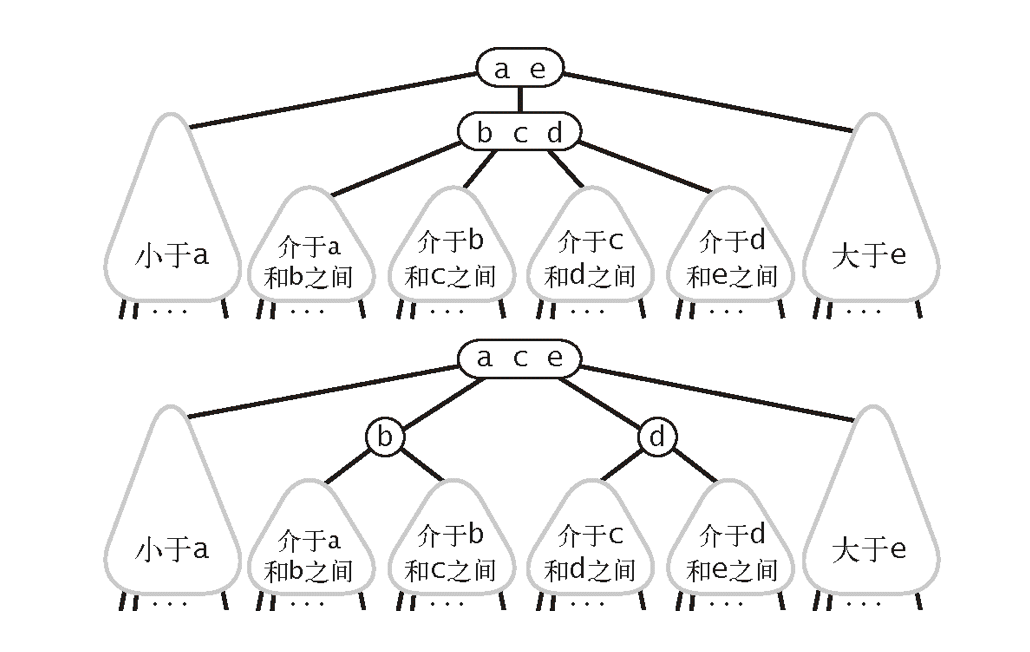 a e
b c d
小于a
介于a
和b之间
介于b
和c之间
介于c
和d之间
介于d
和e之间
大于e
...
...
...
...
...
...
a c e
b
d
小于a
介于a
和b之间
介于b
和c之间
介于c
和d之间
介于d
和e之间
大于e
...
...
...
...
...
...